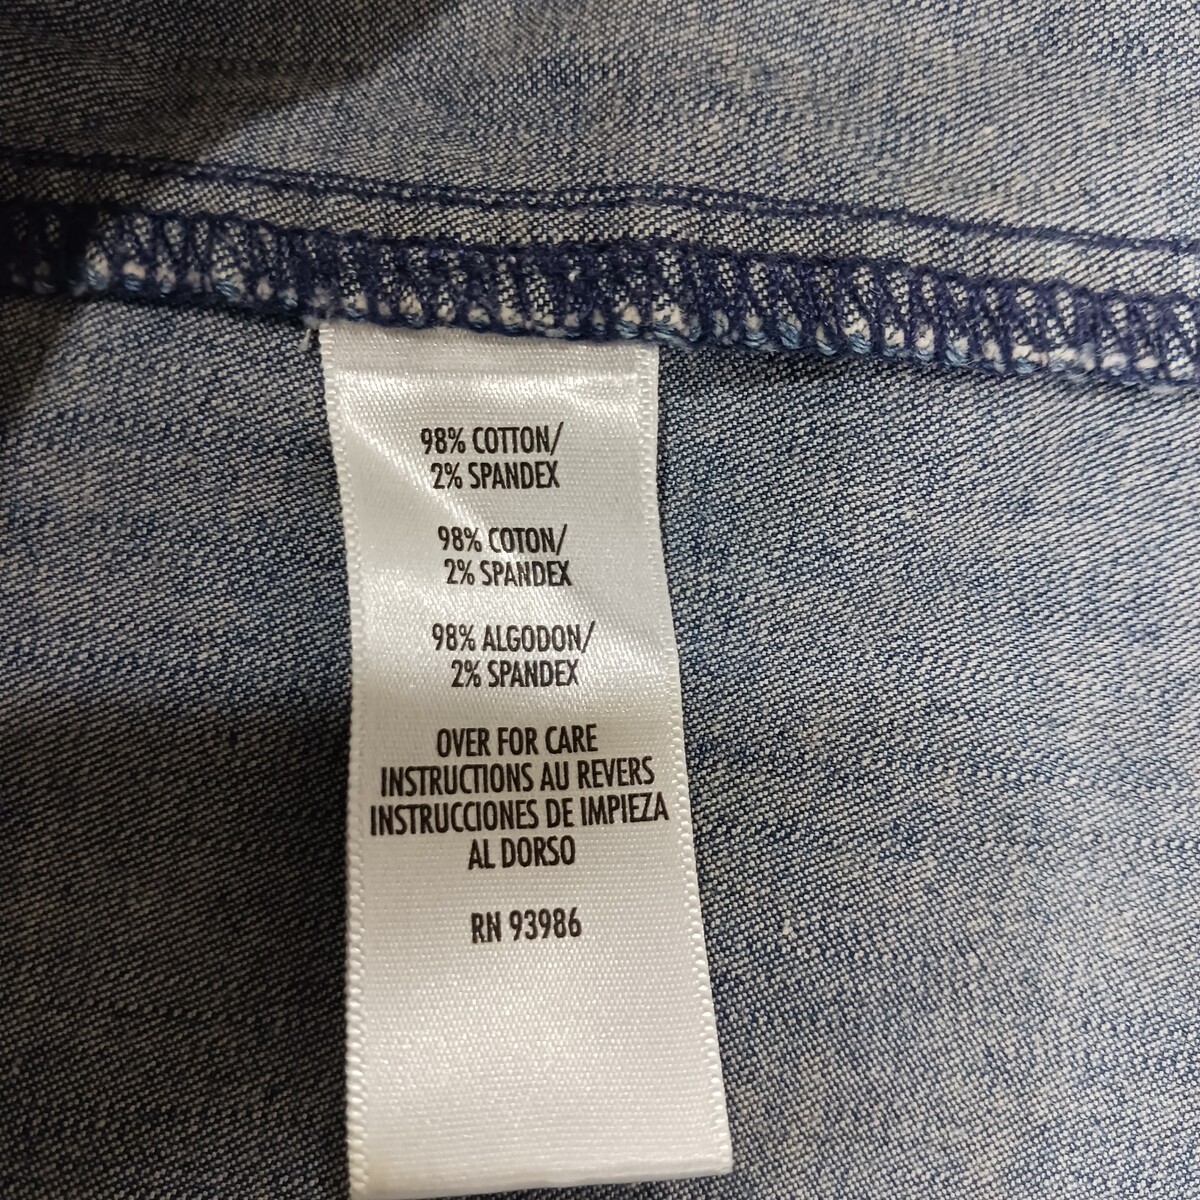 98% COTTON/
2% SPANDEX
98% COTON/
2% SPANDEX
98% ALGODON/
2% SPANDEX
OVER FOR CARE
INSTRUCTIONS AU REVERS
INSTRUCCIONES DE IMPIEZA
AL DORSO
RN 93986